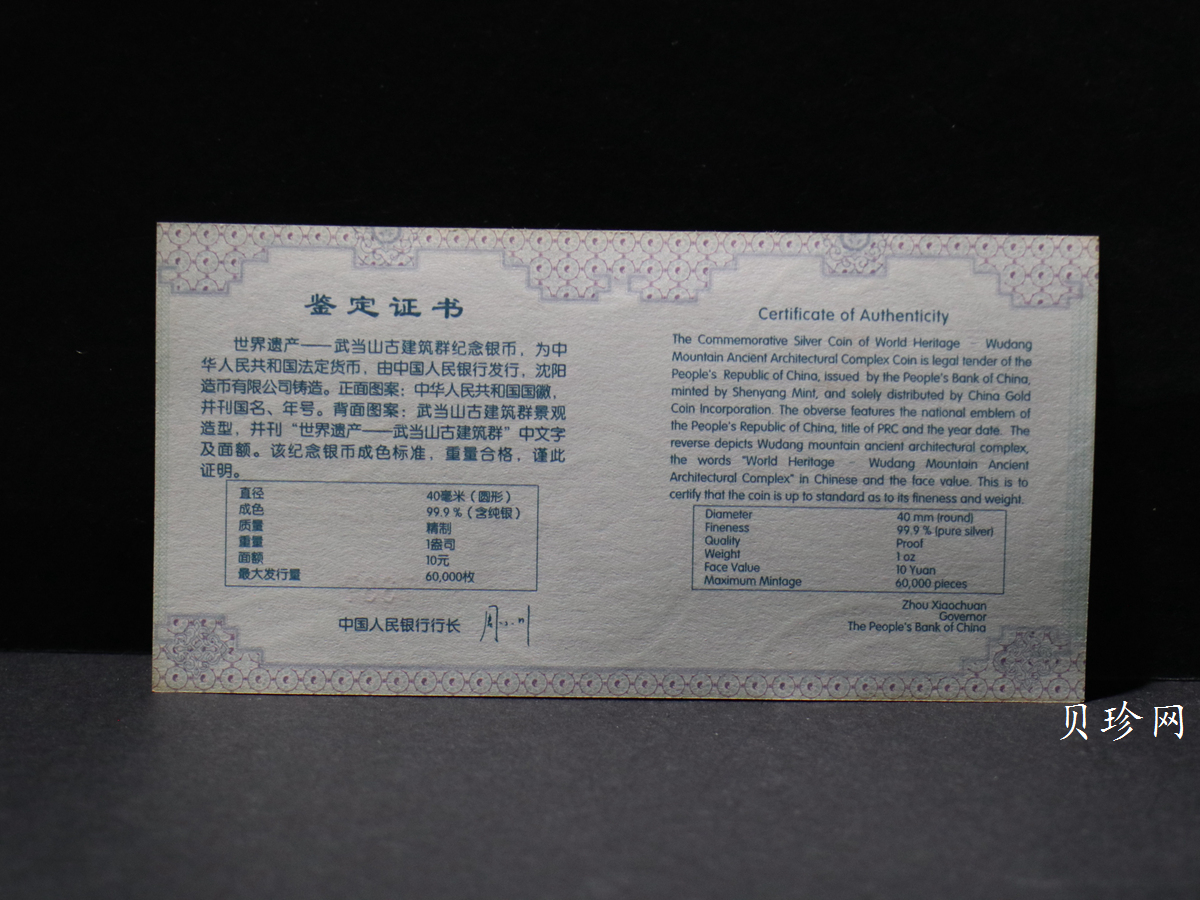 鉴定证书
世界遗产——武当山古建筑群纪念银币，为中
华人民共和国法定货币，由中国人民银行发行，沈阳
造币有限公司铸造。正面图案：中华人民共和国国徽，
并刊国名、年号。背面图案：武当山古建筑群景观
造型，并刊“世界遗产——武当山古建筑群”中文字
及面额。该纪念银币成色标准，重量合格，谨此
证明。
直径 40毫米（圆形）
成色 99.9％（含纯银）
质量 精制
重量 1盎司
面额 10元
最大发行量 60,000枚
中国人民银行行长
Certificate of Authenticity
The Commemorative Silver Coin of World Heritage – Wudang
Mountain Ancient Architectural Complex Coin is legal tender of the
People's Republic of China, issued by the People's Bank of China,
minted by Shenyang Mint, and solely distributed by China Gold
Coin Incorporation. The obverse features the national emblem of
the People's Republic of China, title of PRC and the year date. The
reverse depicts Wudang mountain ancient architectural complex,
the words "World Heritage – Wudang Mountain Ancient
Architectural Complex" in Chinese and the face value. This is to
certify that the coin is up to standard as to its fineness and weight.
Diameter 40 mm (round)
Fineness 99.9 % (pure silver)
Quality Proof
Weight 1 oz
Face Value 10 Yuan
Maximum Mintage 60,000 pieces
Zhou Xiaochuan
Governor
The People's Bank of China
贝珍网